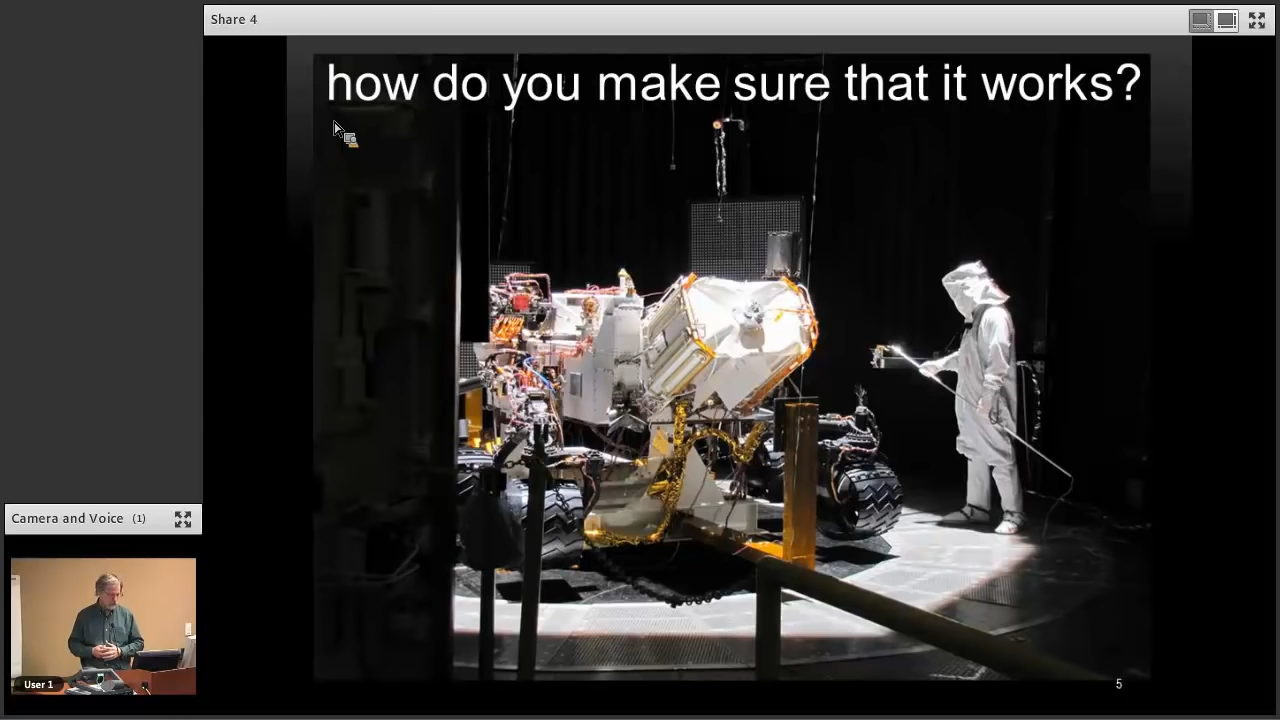 Share 4
how do you make sure that it works?
Camera and Voice (1)
User 1
5